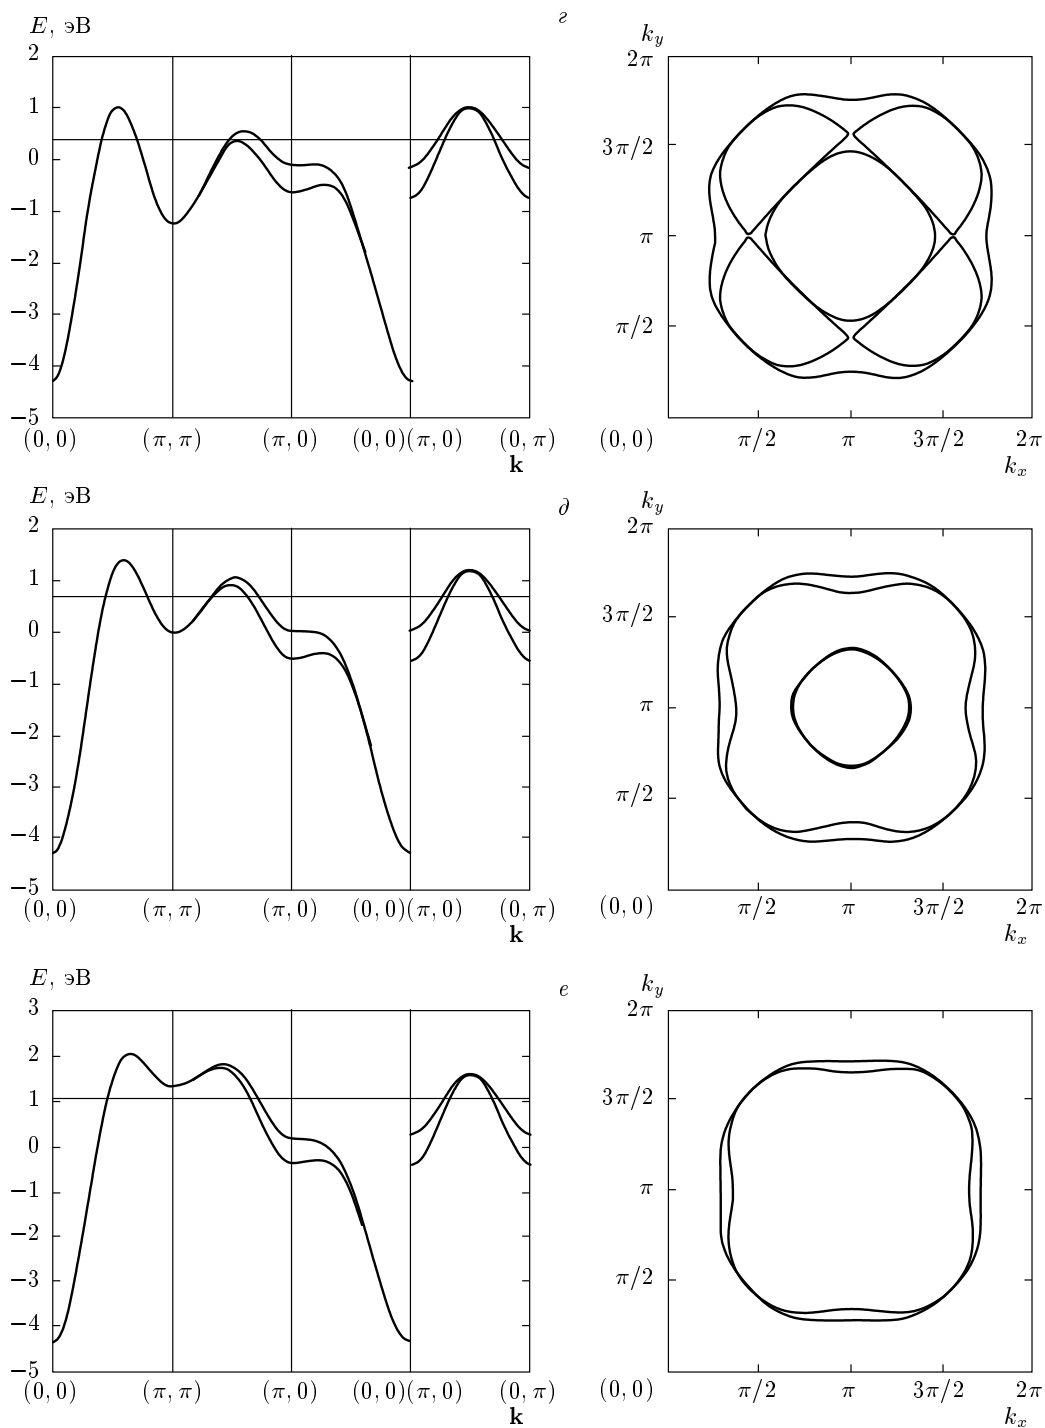 г
E, эВ
2
1
0
−1
−2
−3
−4
−5
(0, 0) (π, π) (π, 0) (0, 0)(π, 0) (0, π)
k
k_y
2π
3π/2
π
π/2
(0, 0) π/2 π 3π/2 2π
k_x
д
E, эВ
2
1
0
−1
−2
−3
−4
−5
(0, 0) (π, π) (π, 0) (0, 0)(π, 0) (0, π)
k
k_y
2π
3π/2
π
π/2
(0, 0) π/2 π 3π/2 2π
k_x
е
E, эВ
3
2
1
0
−1
−2
−3
−4
−5
(0, 0) (π, π) (π, 0) (0, 0)(π, 0) (0, π)
k
k_y
2π
3π/2
π
π/2
(0, 0) π/2 π 3π/2 2π
k_x